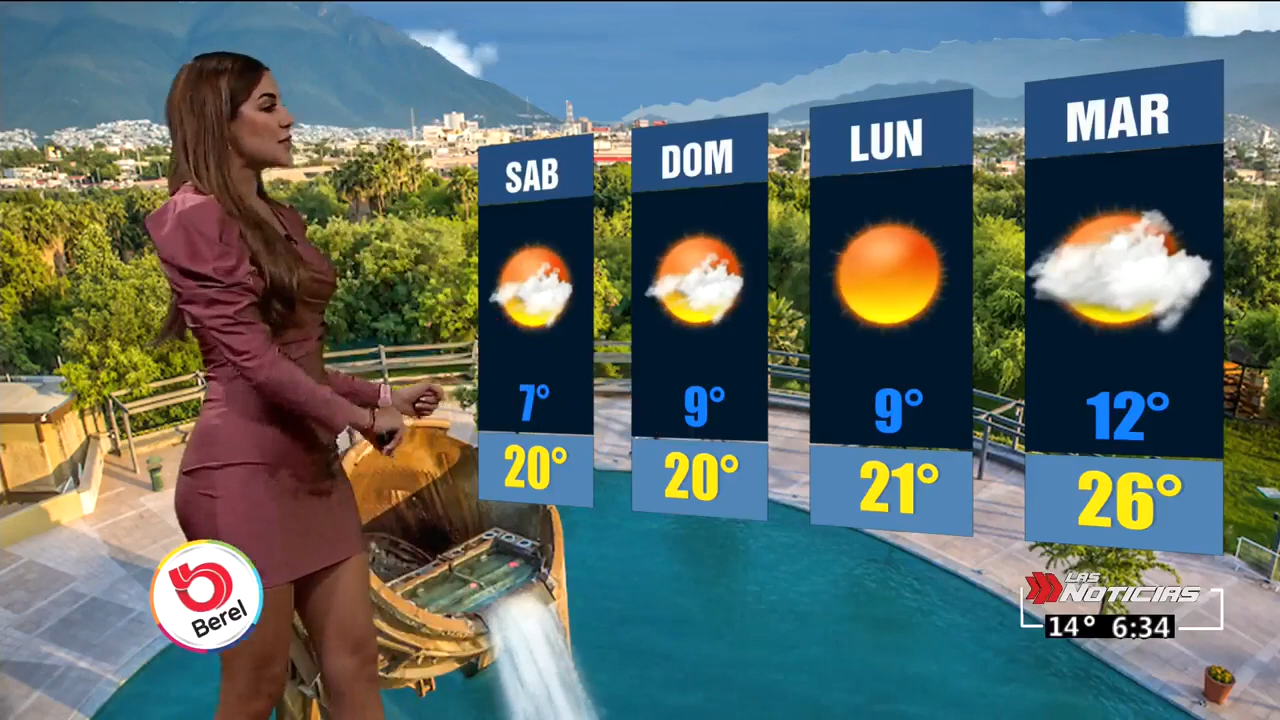 SAB
7°
20°
DOM
9°
20°
LUN
9°
21°
MAR
12°
26°
Berel
LAS
NOTICIAS
14° 6:34